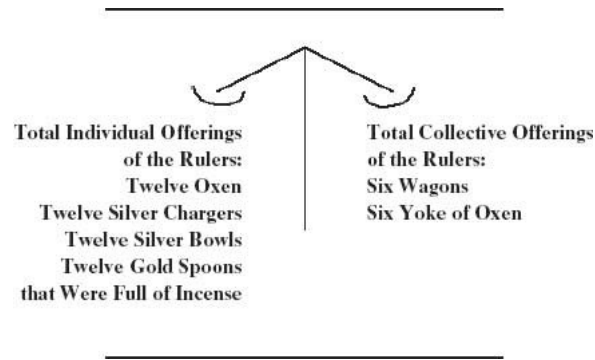 Total Individual Offerings
of the Rulers:
Twelve Oxen
Twelve Silver Chargers
Twelve Silver Bowls
Twelve Gold Spoons
that Were Full of Incense
Total Collective Offerings
of the Rulers:
Six Wagons
Six Yoke of Oxen